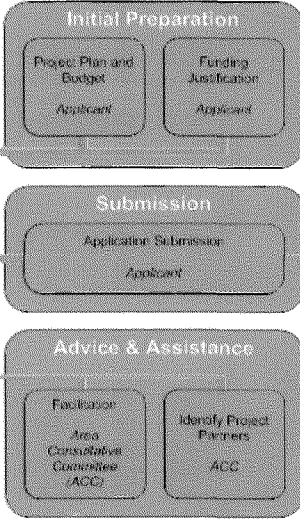 Initial Preparation
Project Plan and
Budget
Applicant
Funding
Justification
Applicant
Submission
Application Submission
Applicant
Advice & Assistance
Facilitation
Area
Consultative
Committee
(ACC)
Identify Project
Partners
ACC